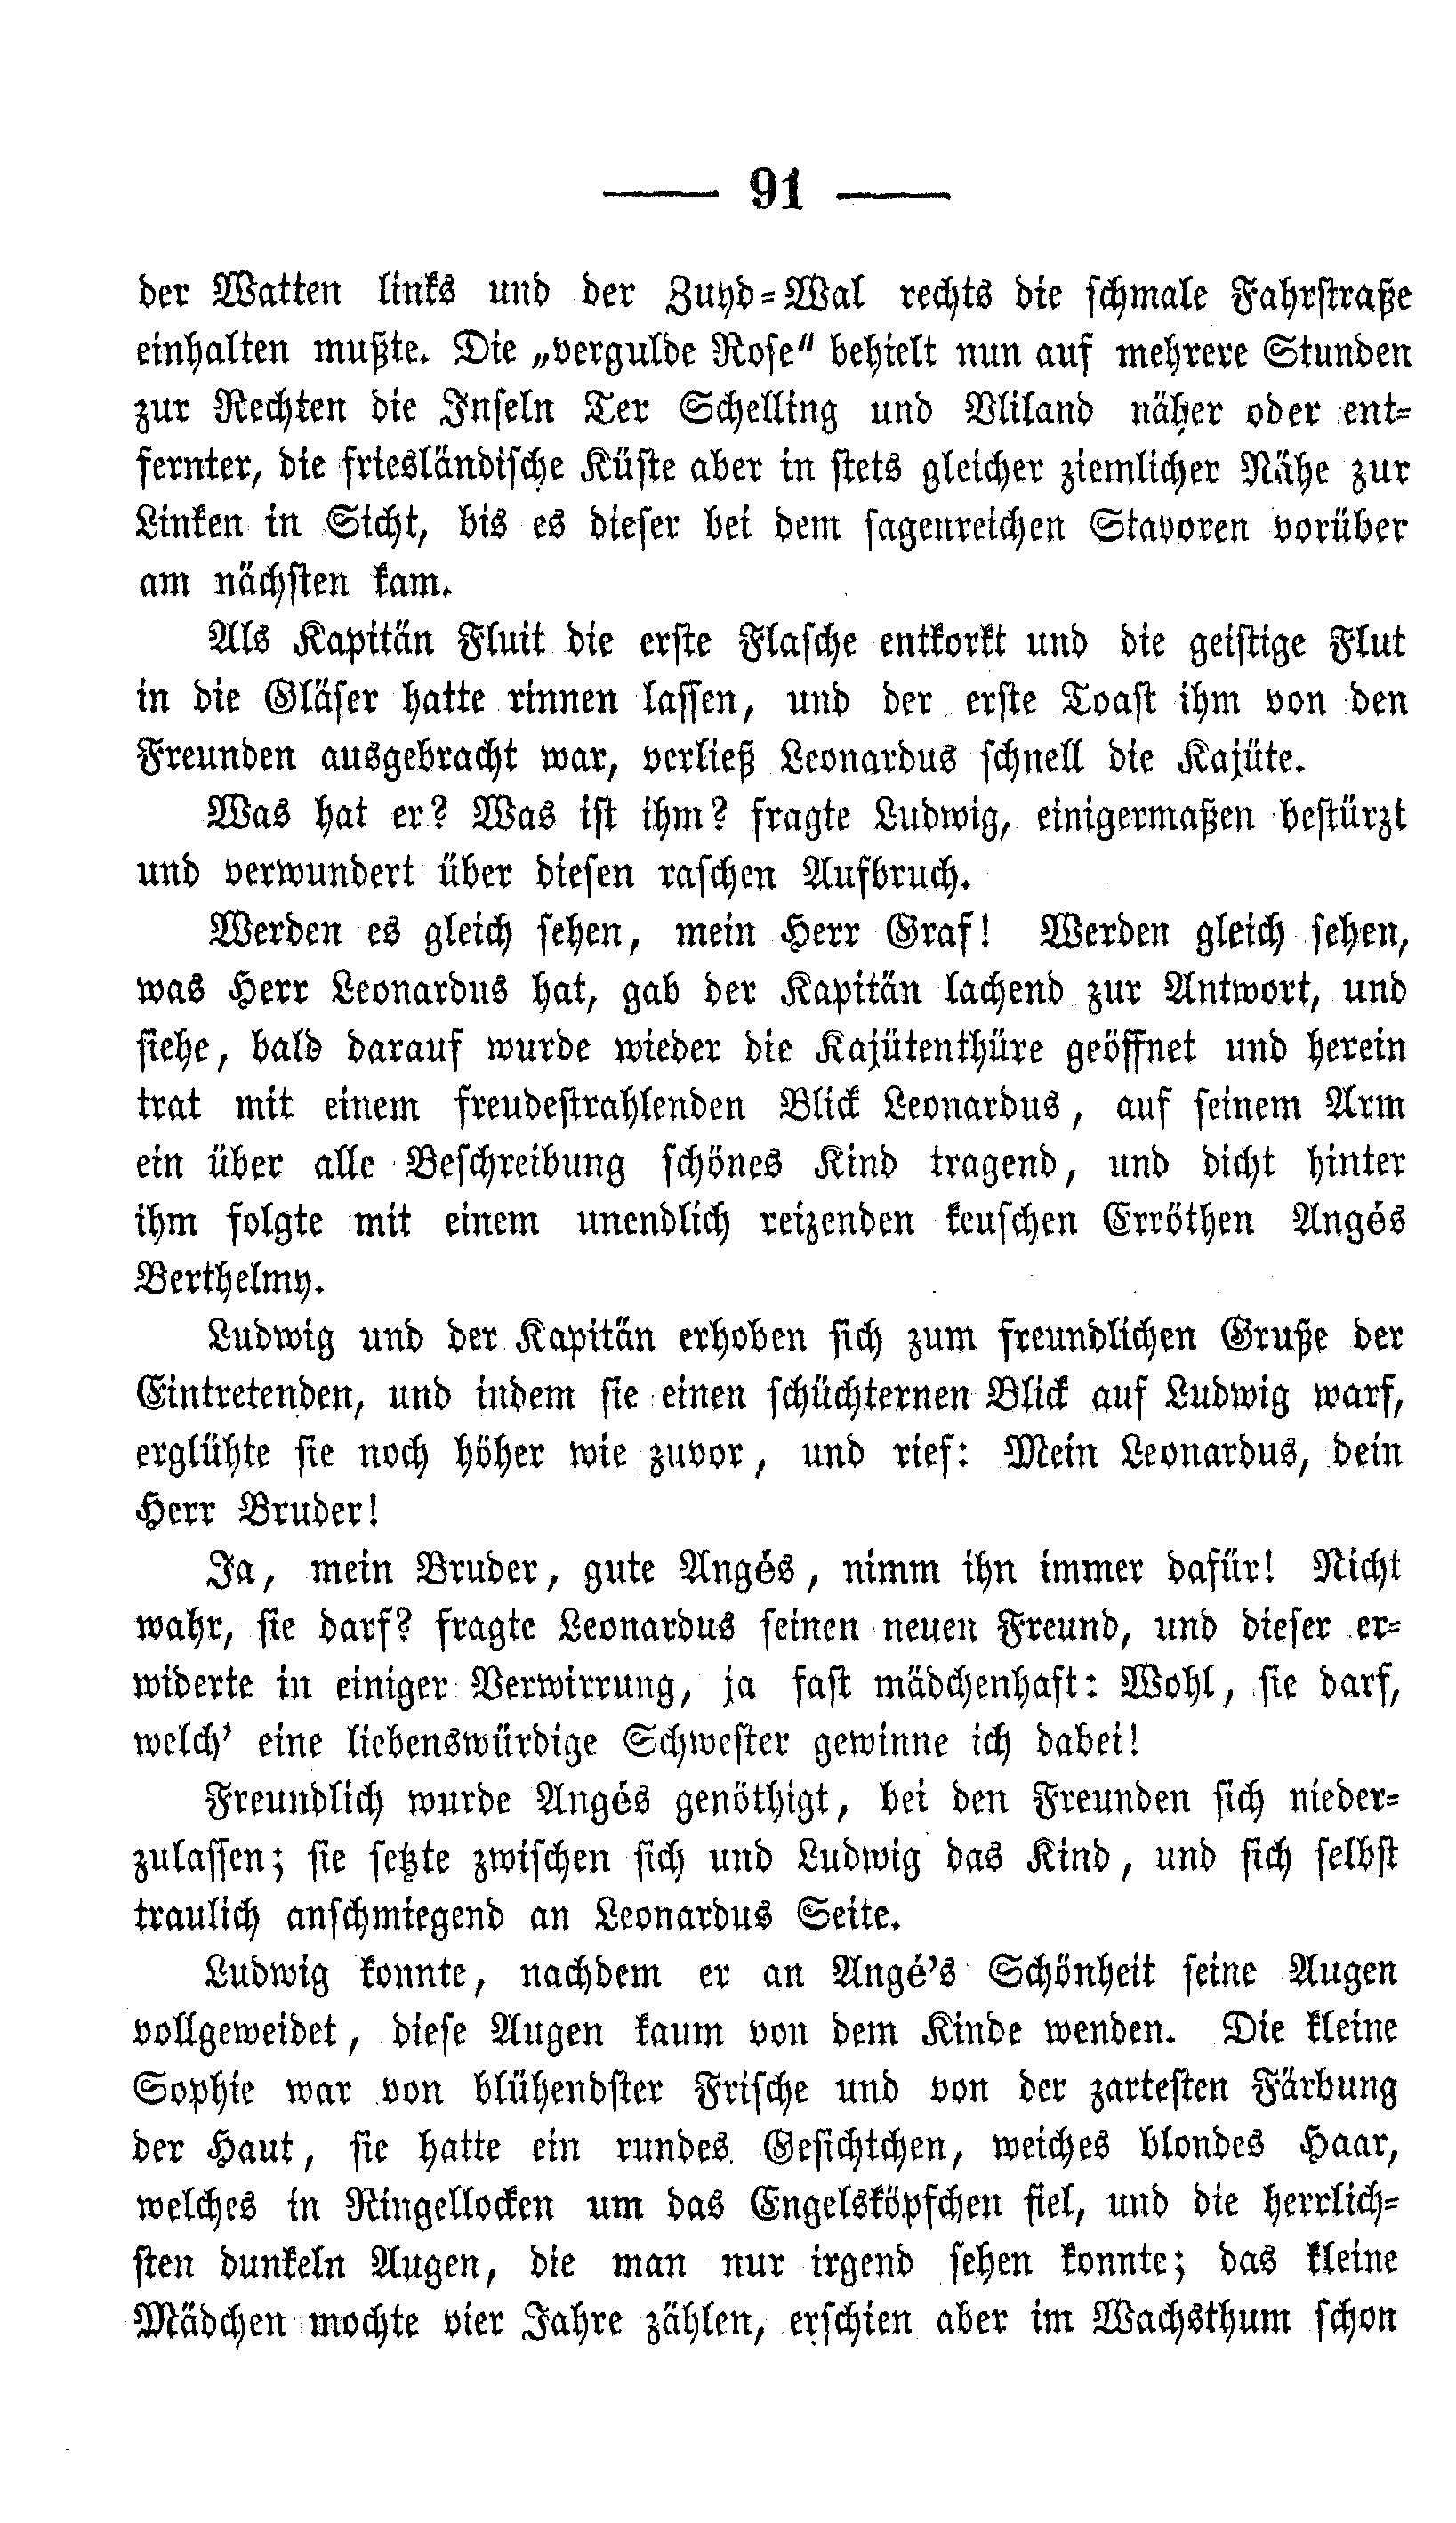 — 91 —
der Watten links und der Zuyd=Wal rechts die schmale Fahrstraße
einhalten mußte. Die „vergulde Rose“ behielt nun auf mehrere Stunden
zur Rechten die Inseln Ter Schelling und Vliland näher oder ent=
fernter, die friesländische Küste aber in stets gleicher ziemlicher Nähe zur
Linken in Sicht, bis es dieser bei dem sagenreichen Stavoren vorüber
am nächsten kam.
Als Kapitän Fluit die erste Flasche entkorkt und die geistige Flut
in die Gläser hatte rinnen lassen, und der erste Toast ihm von den
Freunden ausgebracht war, verließ Leonardus schnell die Kajüte.
Was hat er? Was ist ihm? fragte Ludwig, einigermaßen bestürzt
und verwundert über diesen raschen Aufbruch.
Werden es gleich sehen, mein Herr Graf! Werden gleich sehen,
was Herr Leonardus hat, gab der Kapitän lachend zur Antwort, und
siehe, bald darauf wurde wieder die Kajütenthüre geöffnet und herein
trat mit einem freudestrahlenden Blick Leonardus, auf seinem Arm
ein über alle Beschreibung schönes Kind tragend, und dicht hinter
ihm folgte mit einem unendlich reizenden keuschen Erröthen Angés
Berthelmy.
Ludwig und der Kapitän erhoben sich zum freundlichen Gruße der
Eintretenden, und indem sie einen schüchternen Blick auf Ludwig warf,
erglühte sie noch höher wie zuvor, und rief: Mein Leonardus, dein
Herr Bruder!
Ja, mein Bruder, gute Angés, nimm ihn immer dafür! Nicht
wahr, sie darf? fragte Leonardus seinen neuen Freund, und dieser er=
widerte in einiger Verwirrung, ja fast mädchenhaft: Wohl, sie darf,
welch’ eine liebenswürdige Schwester gewinne ich dabei!
Freundlich wurde Angés genöthigt, bei den Freunden sich nieder=
zulassen; sie setzte zwischen sich und Ludwig das Kind, und sich selbst
traulich anschmiegend an Leonardus Seite.
Ludwig konnte, nachdem er an Angé’s Schönheit seine Augen
vollgeweidet, diese Augen kaum von dem Kinde wenden. Die kleine
Sophie war von blühendster Frische und von der zartesten Färbung
der Haut, sie hatte ein rundes Gesichtchen, weiches blondes Haar,
welches in Ringellocken um das Engelsköpfchen fiel, und die herrlich=
sten dunkeln Augen, die man nur irgend sehen konnte; das kleine
Mädchen mochte vier Jahre zählen, erschien aber im Wachsthum schon